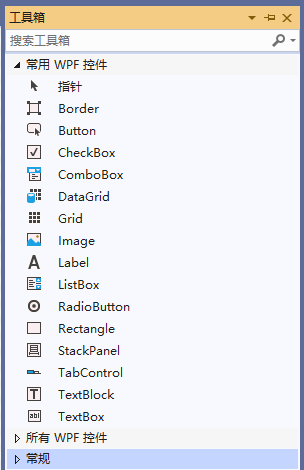 工具箱
搜索工具箱
常用 WPF 控件
指针
Border
Button
CheckBox
ComboBox
DataGrid
Grid
Image
Label
ListBox
RadioButton
Rectangle
StackPanel
TabControl
TextBlock
TextBox
所有 WPF 控件
常规